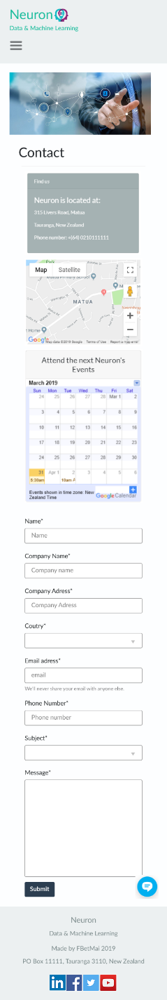 Neuron
Data & Machine Learning
Contact
Find us
Neuron is located at:
315 Livers Road, Matua
Tauranga, New Zealand
Phone number: +(64) 0210111111
Map Satellite
Matua Primary School
MATUA
t Home
Google Map data ©2019 Google Terms of Use Report a map error
Attend the next Neuron's
Events
March 2019
Sun Mon Tue Wed Thu Fri Sat
24 25 26 27 28 Mar 1 2
3 4 5 6 7 8 9
10 11 12 13 14 15 16
17 18 19 20 21 22 23
24 25 26 27 28 29 30
31 Apr 1 2 3 4 5 6
5:30am 10am
Events shown in time zone: New
Zealand Time
Google Calendar
Name*
Name
Company Name*
Company name
Company Adress*
Company Adress
Coutry*
Email adress*
email
We'll never share your email with anyone else.
Phone Number*
Phone number
Subject*
Message*
Submit
Neuron
Data & Machine Learning
Made by FBetMai 2019
PO Box 11111, Tauranga 3110, New Zealand